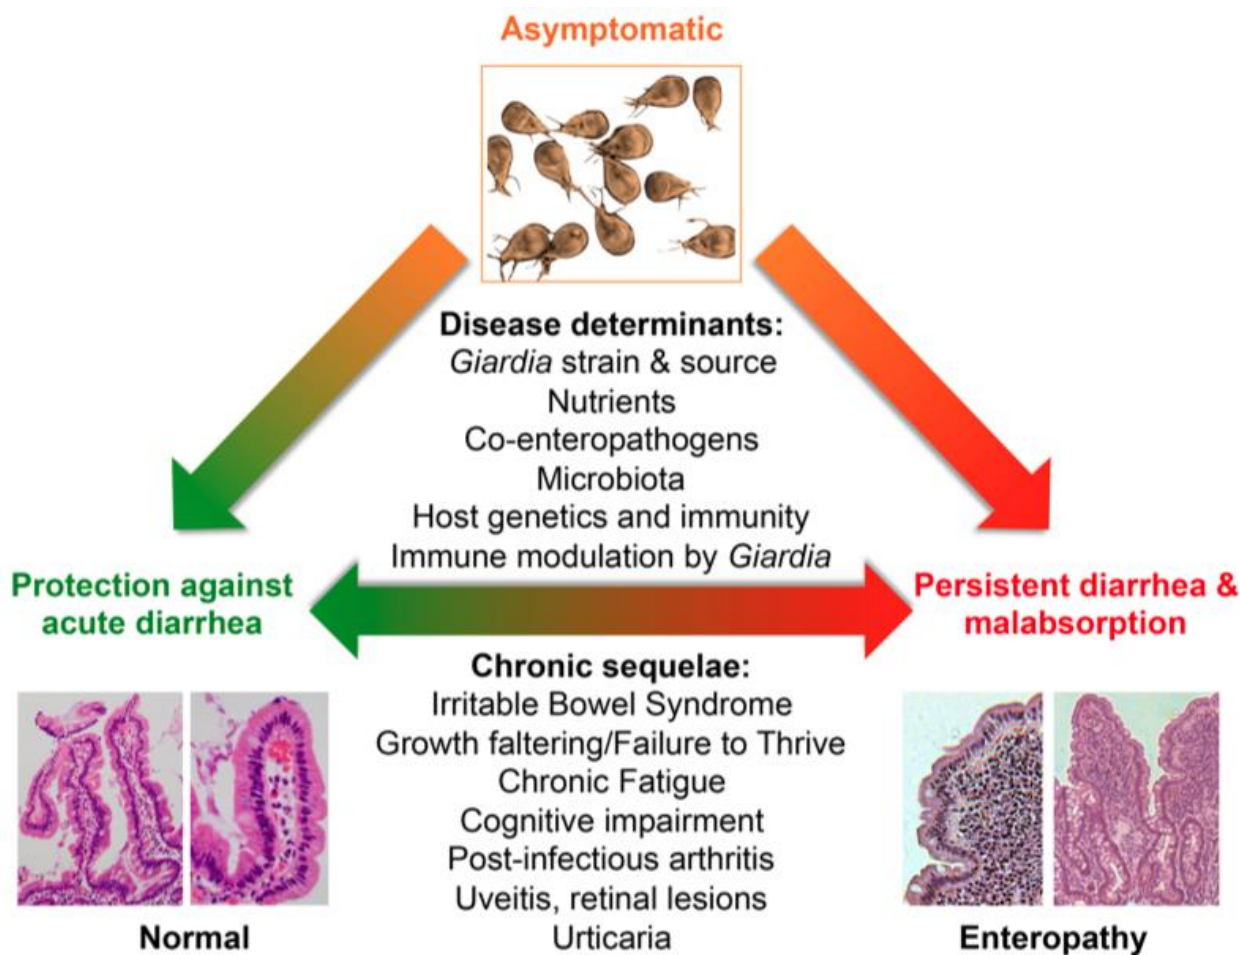 Asymptomatic
Disease determinants:
Giardia strain & source
Nutrients
Co-enteropathogens
Microbiota
Host genetics and immunity
Immune modulation by Giardia
Protection against
acute diarrhea
Persistent diarrhea &
malabsorption
Chronic sequelae:
Irritable Bowel Syndrome
Growth faltering/Failure to Thrive
Chronic Fatigue
Cognitive impairment
Post-infectious arthritis
Uveitis, retinal lesions
Urticaria
Normal
Enteropathy